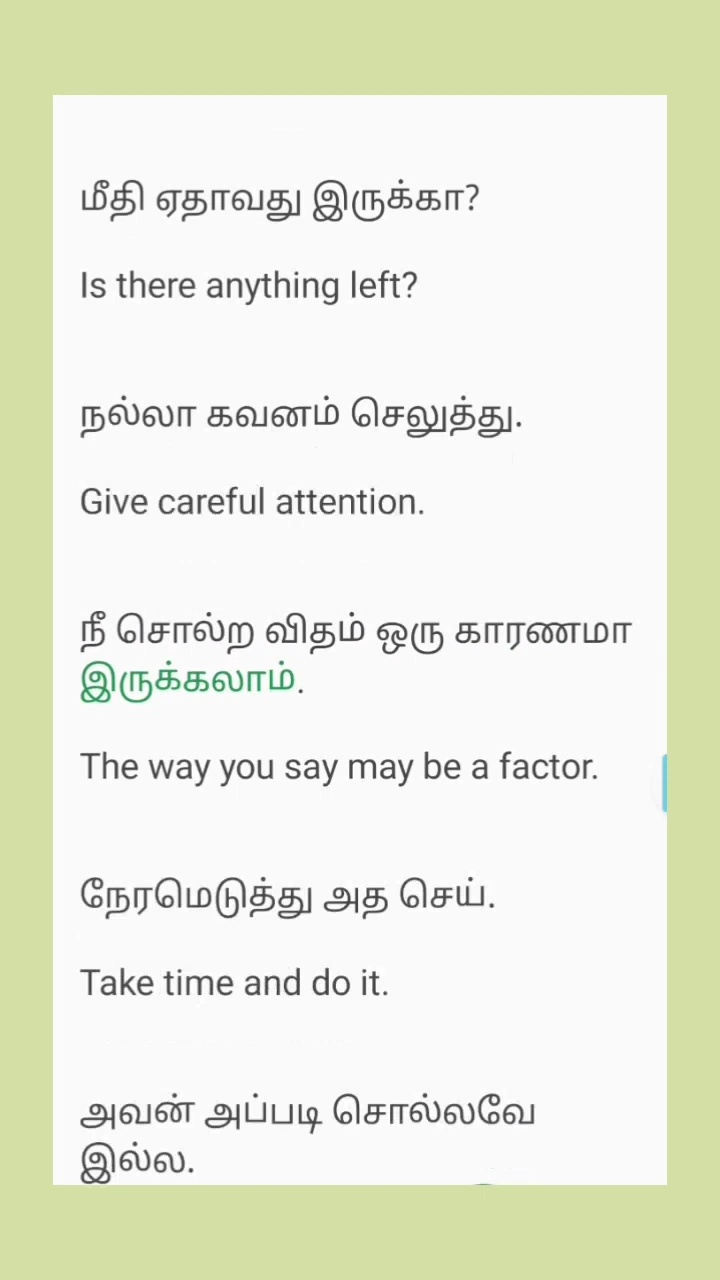 மீதி ஏதாவது இருக்கா?
Is there anything left?
நல்லா கவனம் செலுத்து.
Give careful attention.
நீ சொல்ற விதம் ஒரு காரணமா
இருக்கலாம்.
The way you say may be a factor.
நேரமெடுத்து அத செய்.
Take time and do it.
அவன் அப்படி சொல்லவே
இல்ல.